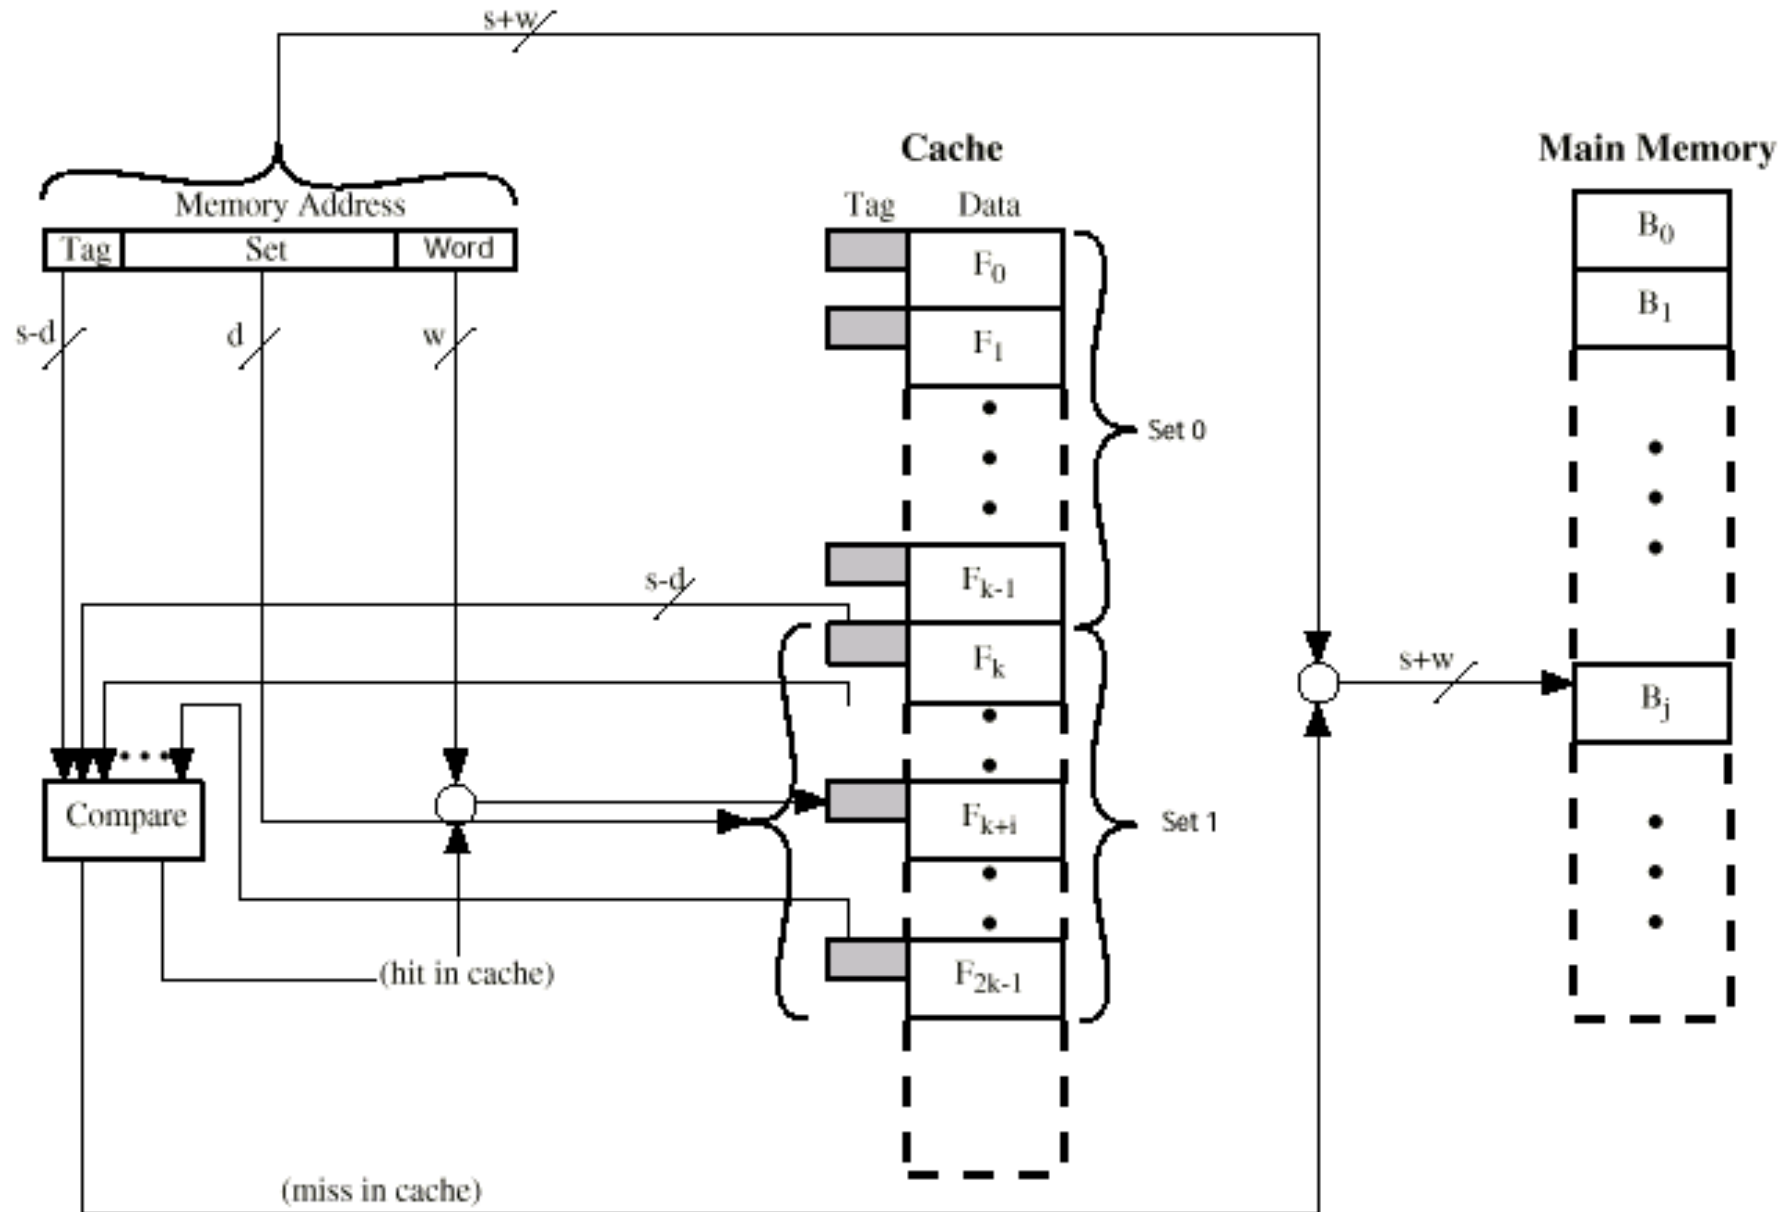 s+w
Cache
Main Memory
Memory Address
Tag Data
Tag Set Word
B0
F0
B1
s-d d w
F1
Set 0
s-d
Fk-1
Fk
s+w
Bj
Compare
Fk+i
Set 1
(hit in cache)
F2k-1
(miss in cache)